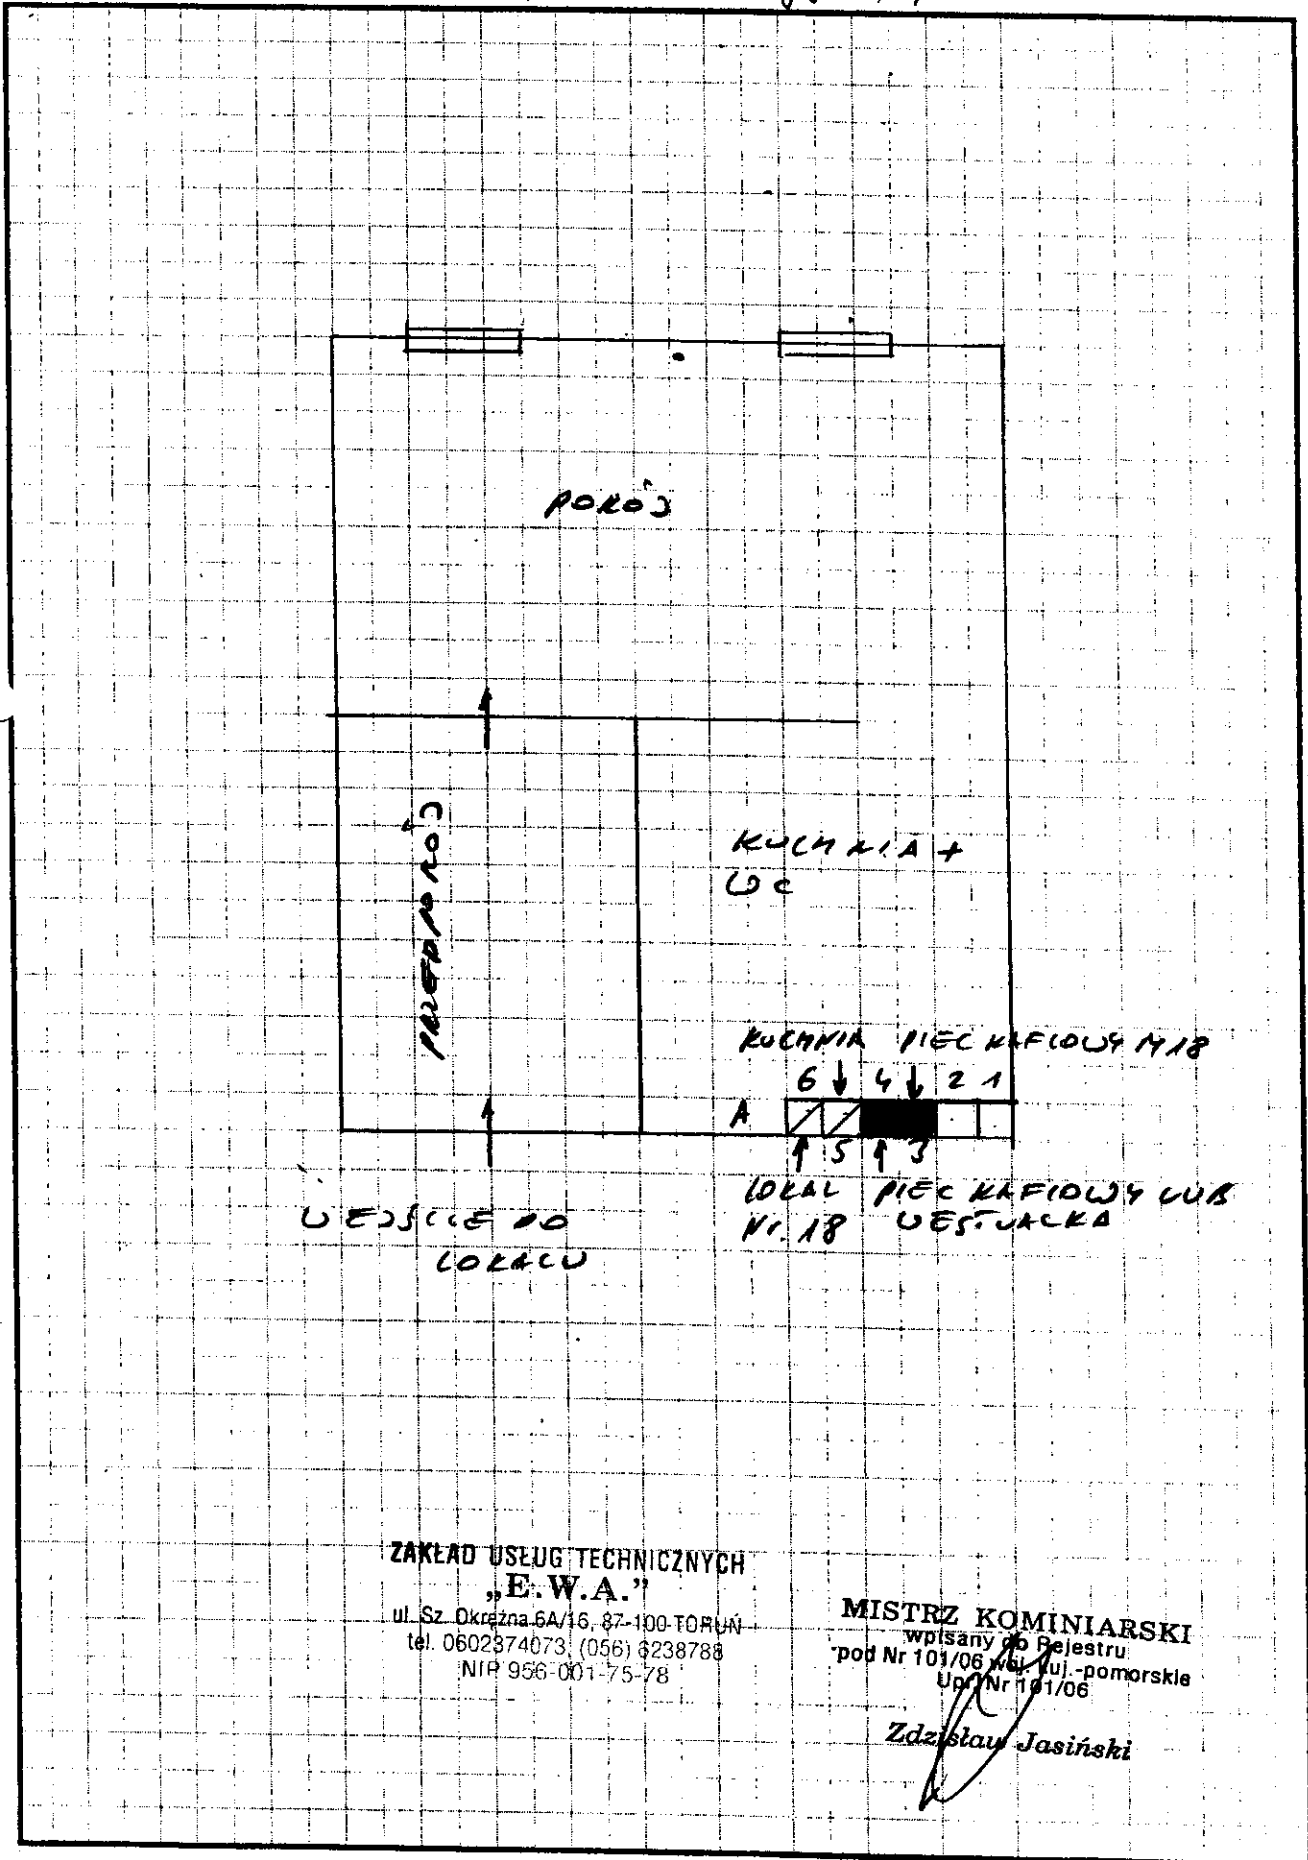 POKÓJ
PRZEDPOKÓJ
KUCHNIA +
WC
KUCHNIA PIEC KAFLOWY M18
6 4 2 1
A
5 3
LOKAL PIEC KAFLOWY LUB
Nr. 18 WESTWALKA
WEJŚCIE DO
LOKALU
ZAKŁAD USŁUG TECHNICZNYCH
„E.W.A.”
ul. Sz. Okrężna 6A/16, 87-100 TORUŃ
tel. 0602374073, (056) 6238788
NIP 956-001-75-78
MISTRZ KOMINIARSKI
wpisany do Rejestru
pod Nr 101/06 woj. kuj.-pomorskie
Upr. Nr 101/06
Zdzisław Jasiński